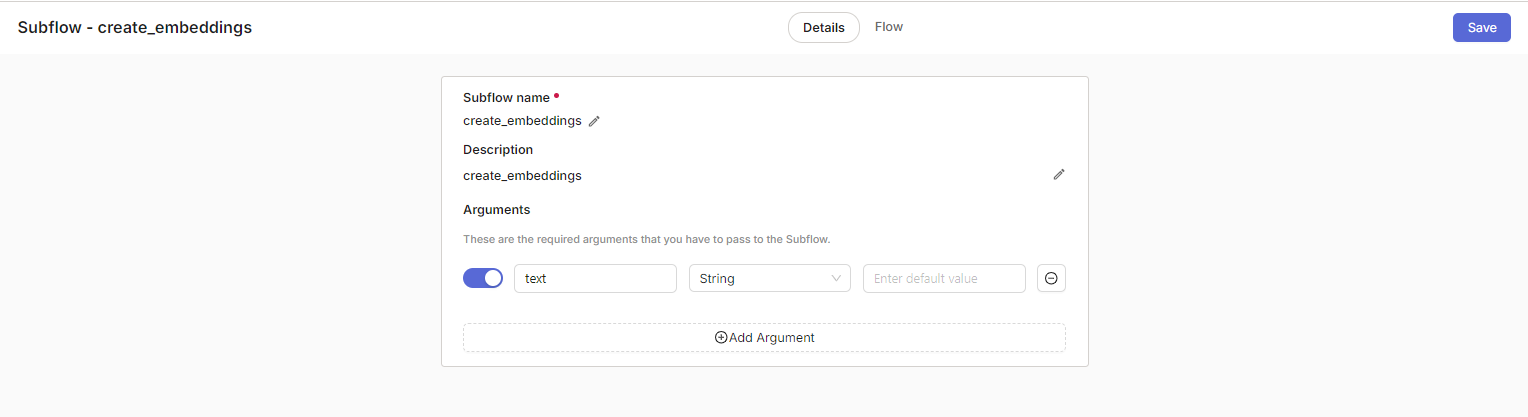 Subflow - create_embeddings
Details
Flow
Save
Subflow name
create_embeddings
Description
create_embeddings
Arguments
These are the required arguments that you have to pass to the Subflow.
text
String
Enter default value
Add Argument